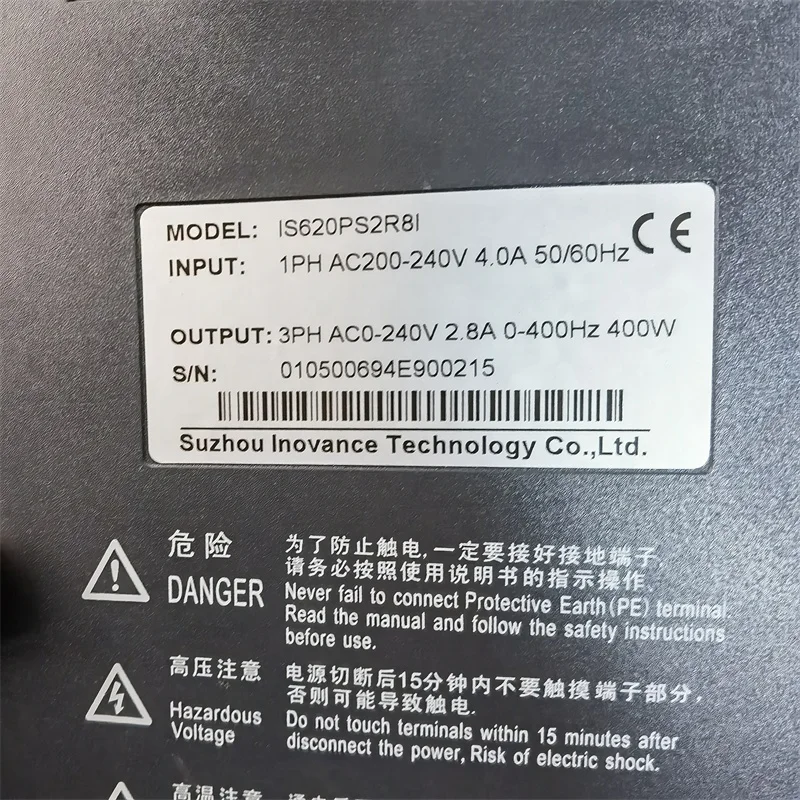 MODEL: IS620PS2R8I
CE
INPUT: 1PH AC200-240V 4.0A 50/60Hz
OUTPUT: 3PH AC0-240V 2.8A 0-400Hz 400W
S/N: 010500694E900215
Suzhou Inovance Technology Co.,Ltd.
危险
DANGER
为了防止触电,一定要接好接地端子.
请务必按照使用说明书的指示操作.
Never fail to connect Protective Earth(PE) terminal
Read the manual and follow the safety instructions
before use.
高压注意
Hazardous
Voltage
电源切断后15分钟内不要触摸端子部分,
否则可能导致触电.
Do not touch terminals within 15 minutes after
disconnect the power, Risk of electric shock.
高温注意